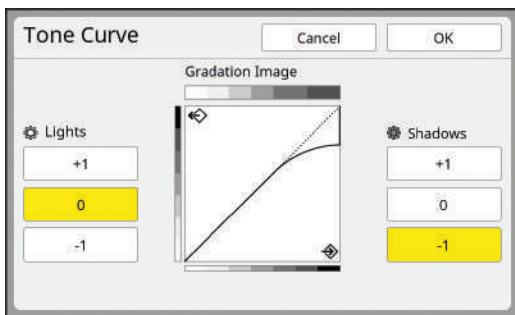 Tone Curve
Cancel
OK
Gradation Image
Lights
Shadows
+1
+1
0
0
-1
-1